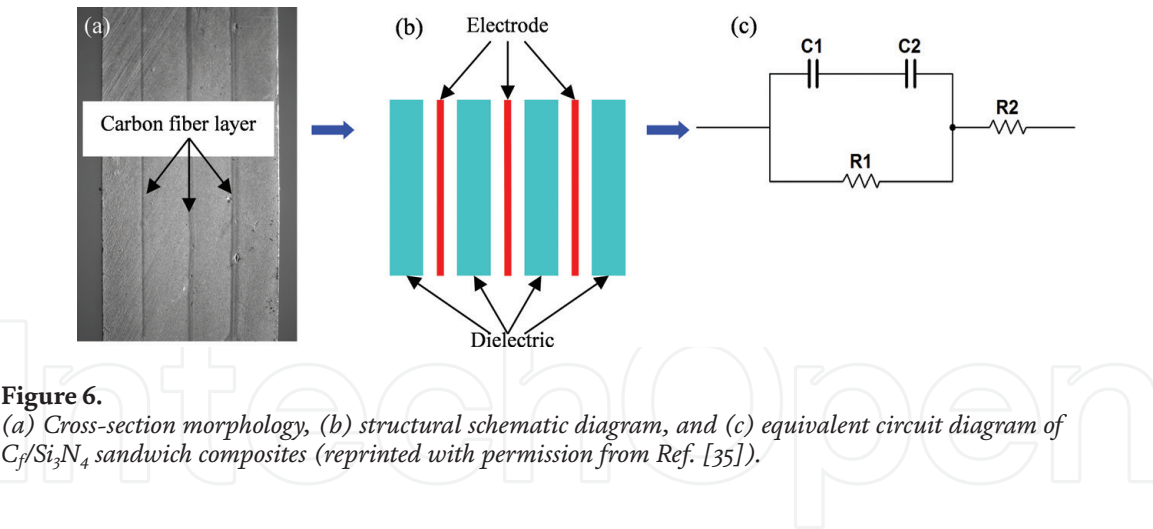 (a)
Carbon fiber layer
(b)
Electrode
Dielectric
(c)
C1
C2
R1
R2
Figure 6.
(a) Cross-section morphology, (b) structural schematic diagram, and (c) equivalent circuit diagram of
Cf/Si3N4 sandwich composites (reprinted with permission from Ref. [35]).
IntechOpen